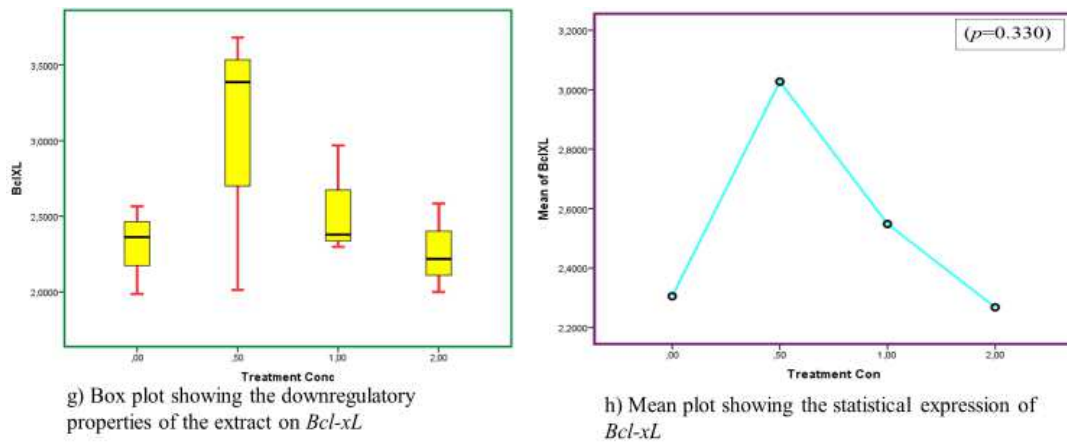 3,5000
3,0000
2,5000
2,0000
BclXL
,00
,50
1,00
2,00
Treatment Conc
g) Box plot showing the downregulatory
properties of the extract on Bcl-xL
(p=0.330)
3,2000
3,0000
2,8000
2,6000
2,4000
2,2000
Mean of BclXL
,00
,50
1,00
2,00
Treatment Con
h) Mean plot showing the statistical expression of
Bcl-xL